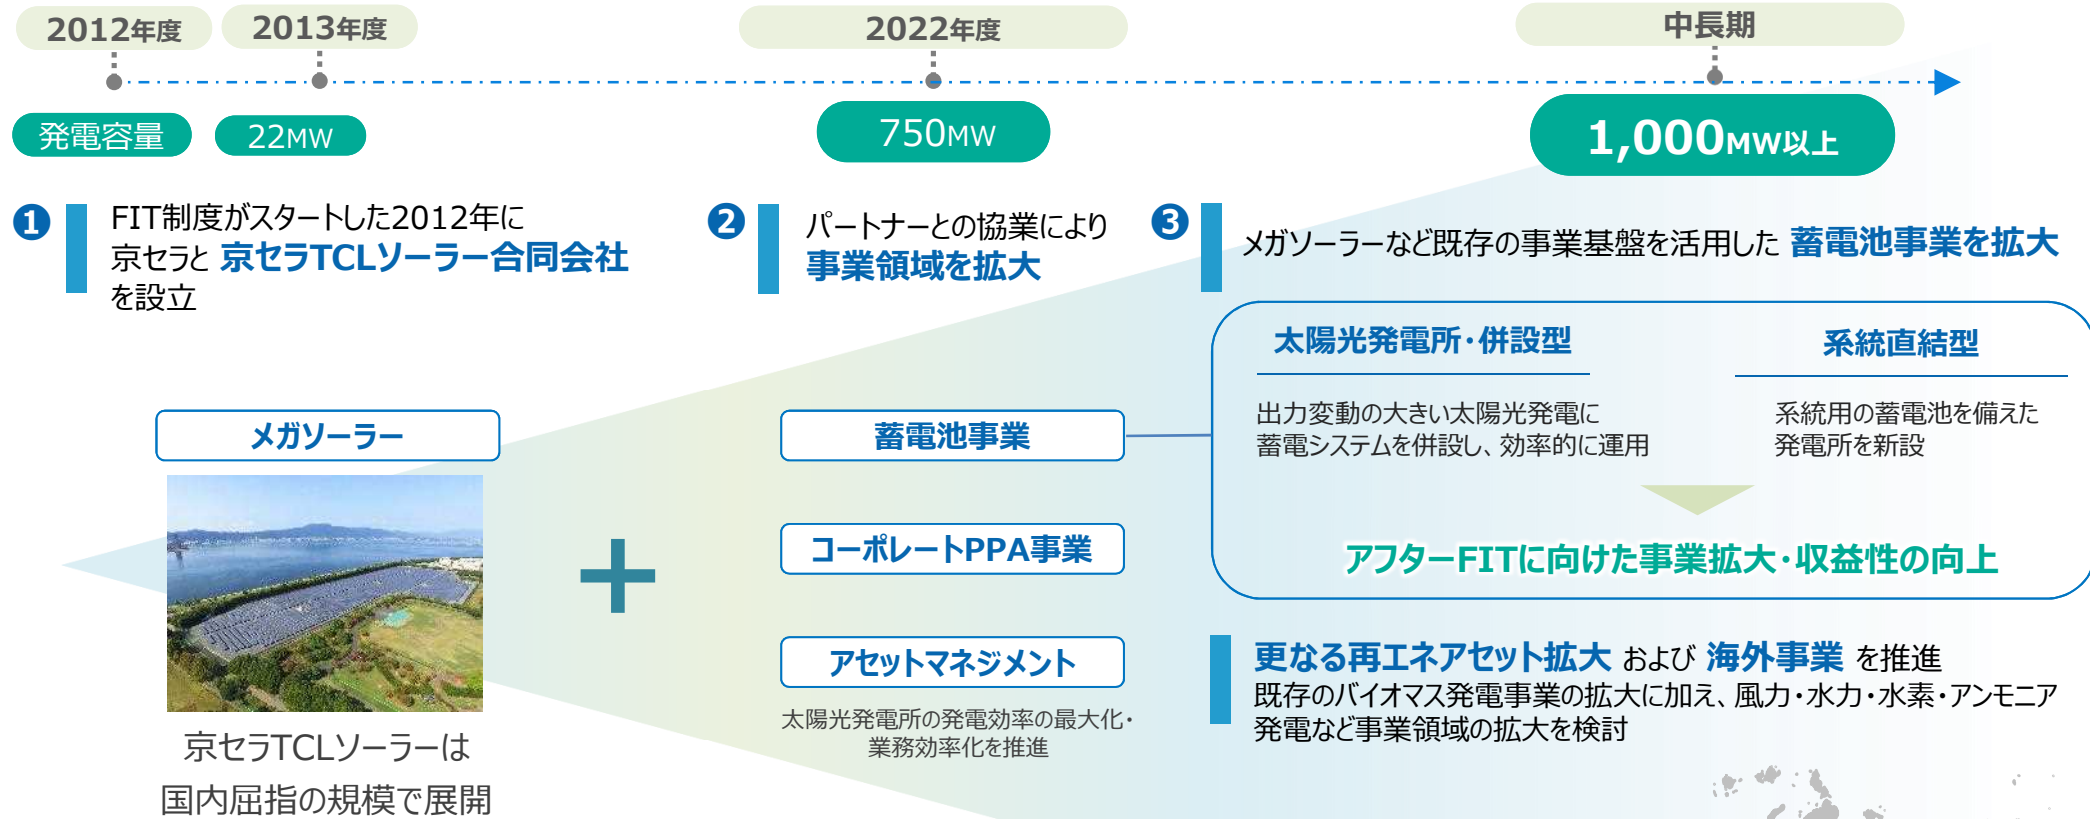 2012年度
2013年度
2022年度
中長期
発電容量
22MW
750MW
1,000MW以上
❶
FIT制度がスタートした2012年に
京セラと 京セラTCLソーラー合同会社
を設立
❷
パートナーとの協業により
事業領域を拡大
❸
メガソーラーなど既存の事業基盤を活用した 蓄電池事業を拡大
メガソーラー
京セラTCLソーラーは
国内屈指の規模で展開
+
蓄電池事業
コーポレートPPA事業
アセットマネジメント
太陽光発電所の発電効率の最大化・
業務効率化を推進
太陽光発電所・併設型
出力変動の大きい太陽光発電に
蓄電システムを併設し、効率的に運用
系統直結型
系統用の蓄電池を備えた
発電所を新設
アフターFITに向けた事業拡大・収益性の向上
更なる再エネアセット拡大 および 海外事業 を推進
既存のバイオマス発電事業の拡大に加え、風力・水力・水素・アンモニア
発電など事業領域の拡大を検討